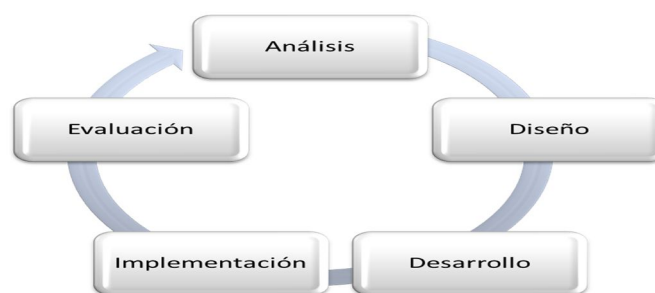 Análisis
Diseño
Desarrollo
Implementación
Evaluación